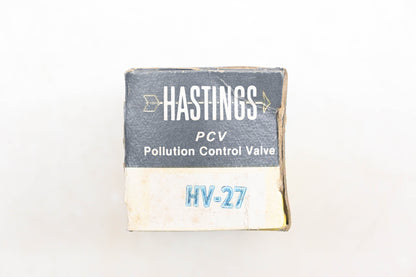 HASTINGS
PCV
Pollution Control Valve
HV-27